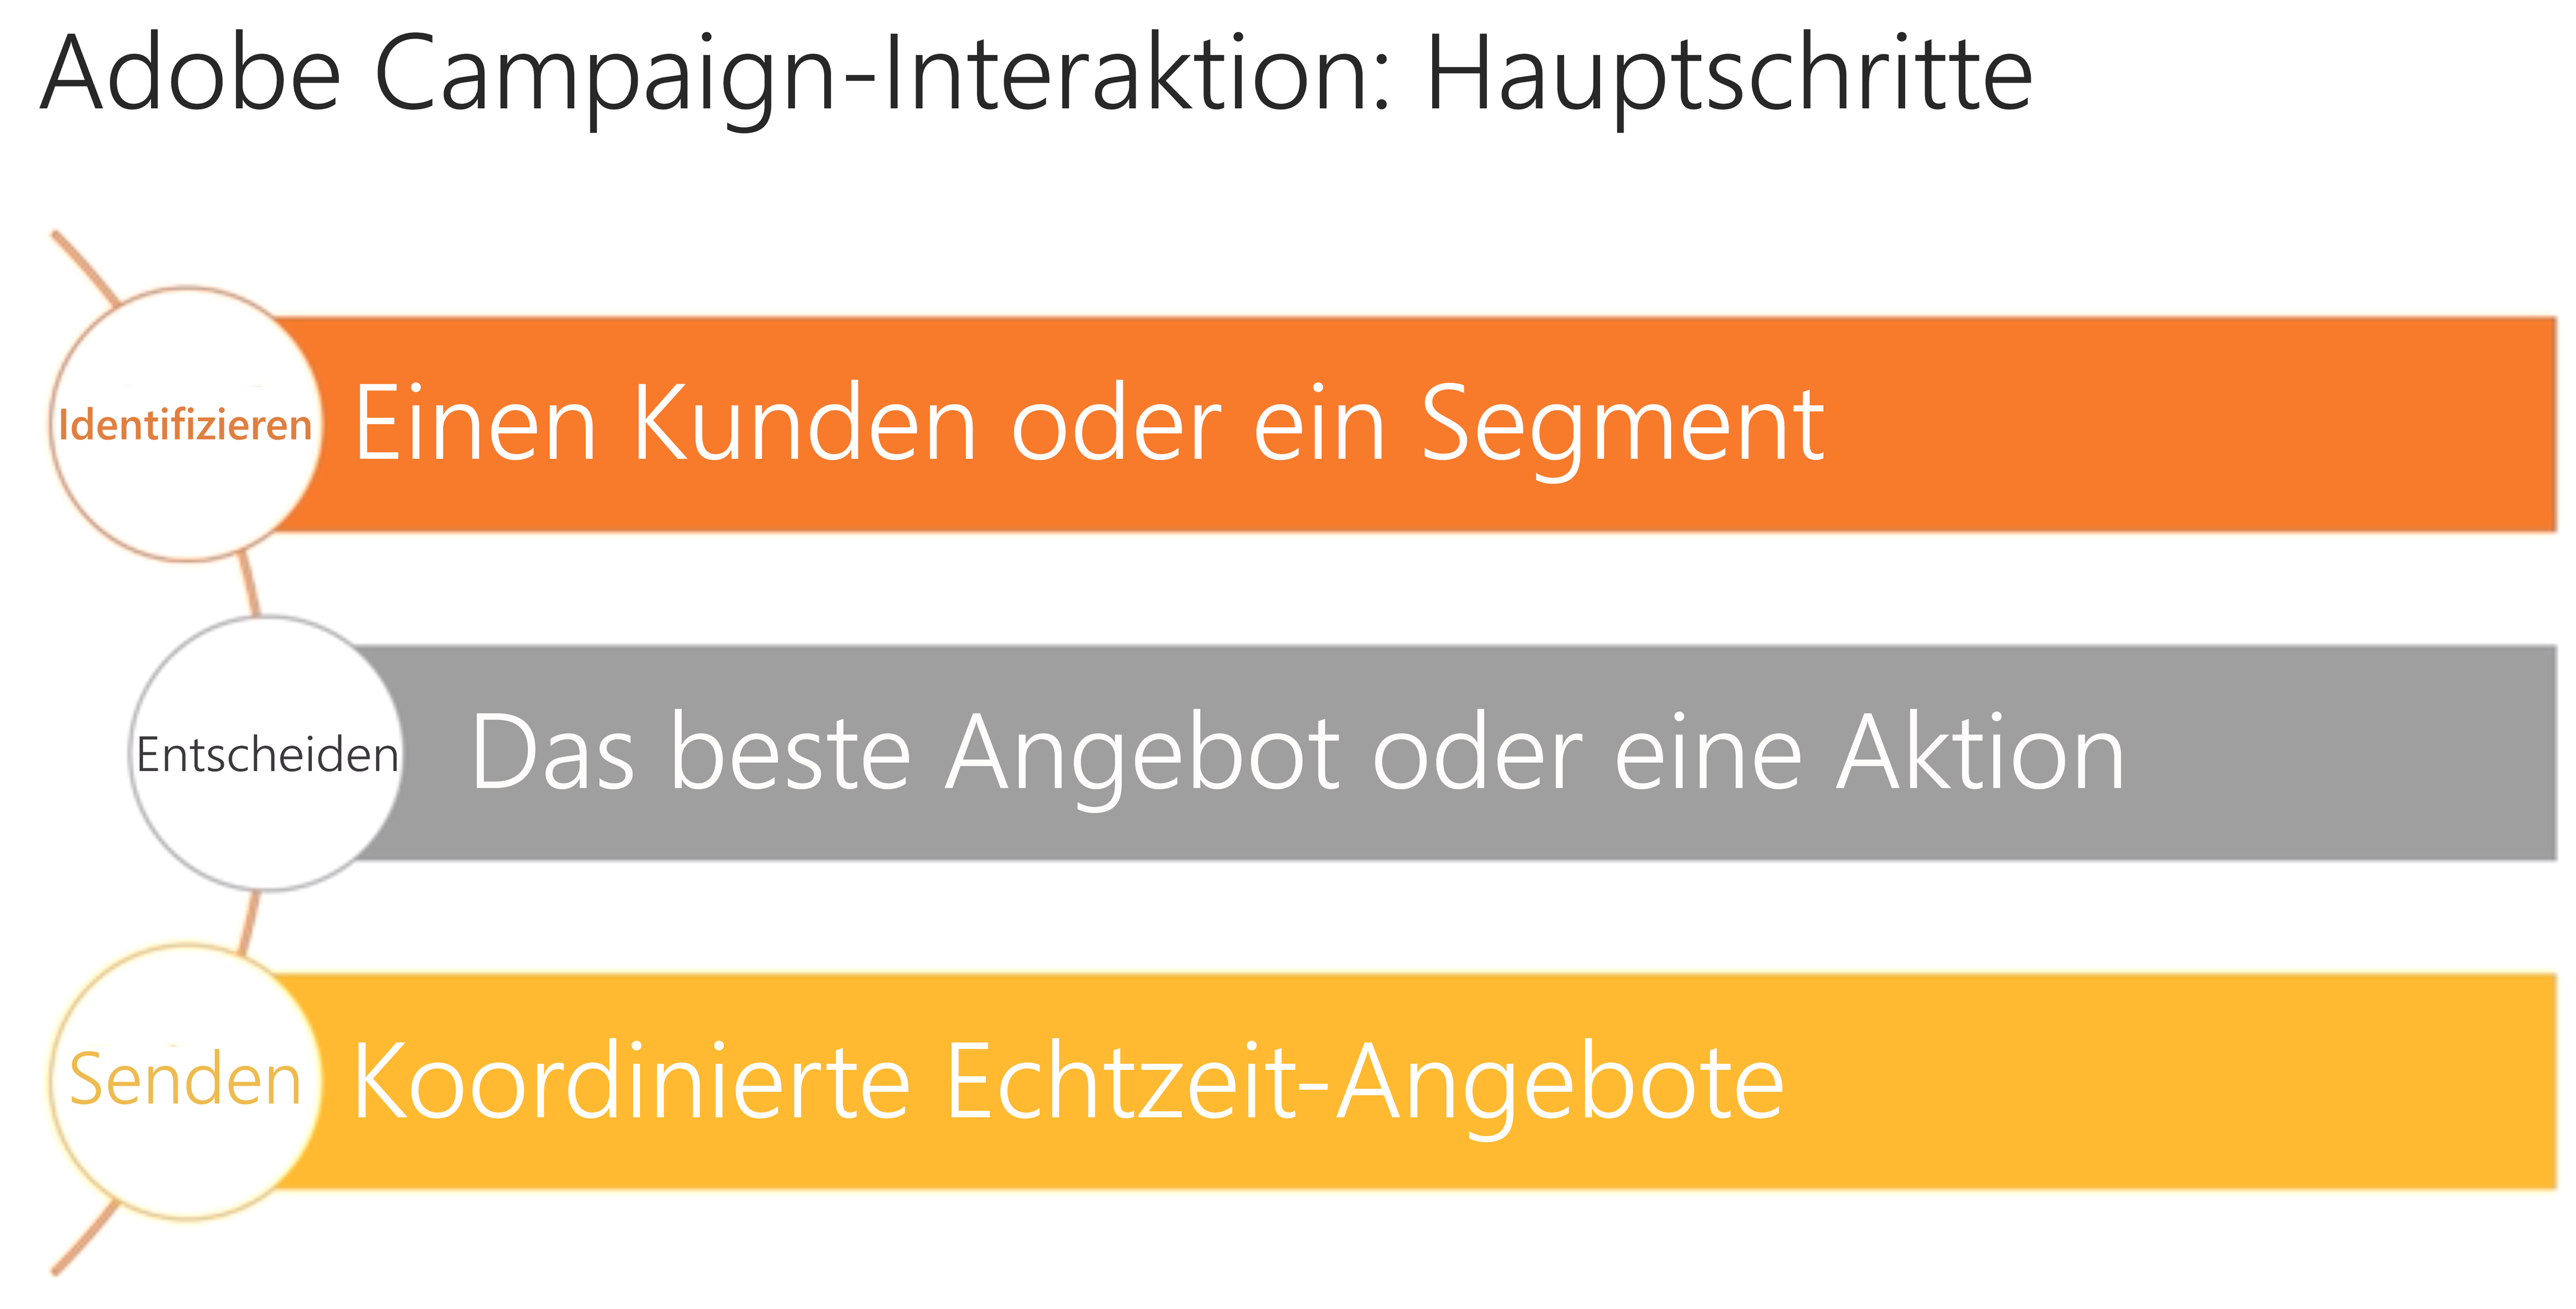 Adobe Campaign-Interaktion: Hauptschritte
Identifizieren
Einen Kunden oder ein Segment
Entscheiden
Das beste Angebot oder eine Aktion
Senden
Koordinierte Echtzeit-Angebote